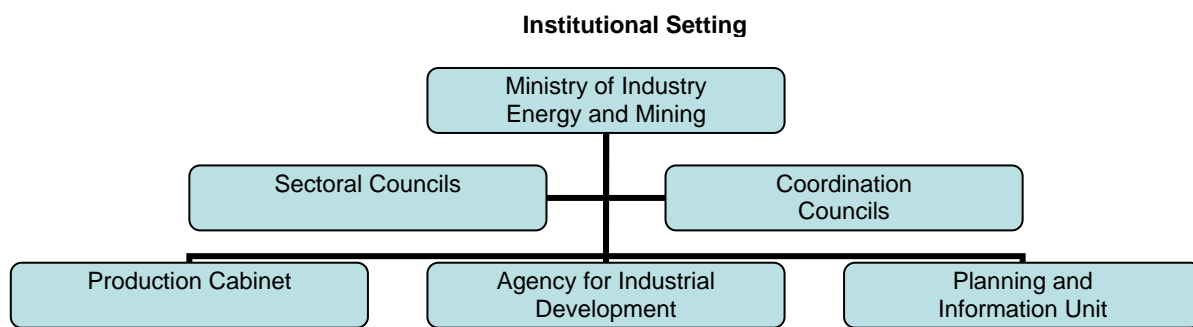 Institutional Setting
Ministry of Industry
Energy and Mining
Sectoral Councils
Coordination
Councils
Production Cabinet
Agency for Industrial
Development
Planning and
Information Unit